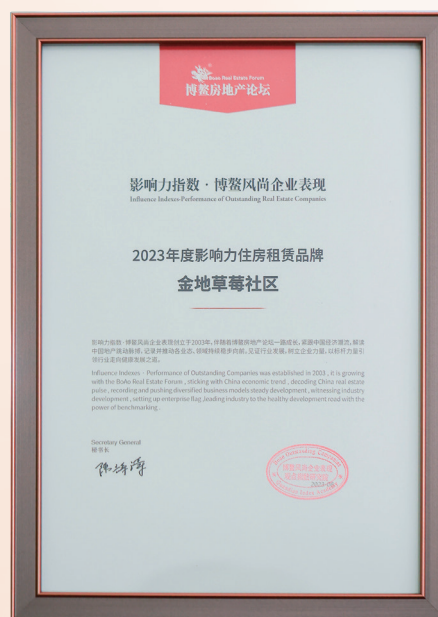 BoAo Real Estate Forum
博鳌房地产论坛
影响力指数·博鳌风尚企业表现
Influence Indexes·Performance of Outstanding Real Estate Companies
2023年度影响力住房租赁品牌
金地草莓社区
影响力指数·博鳌风尚企业表现创立于2003年,伴随着博鳌房地产论坛一路成长,紧跟中国经济潮流,解读
中国地产跳动脉搏,记录并推动各业态、领域持续稳步向前,见证行业发展,树立企业力量,以标杆力量引
领行业走向健康发展之道。
Influence Indexes · Performance of Outstanding Companies was established in 2003 , it is growing
with the BoAo Real Estate Forum , sticking with China economic trend , decoding China real estate
pulse , recording and pushing diversified business models steady development , witnessing industry
development , setting up enterprise flag ,leading industry to the healthy development road with the
power of benchmarking .
Secretary General
秘书长